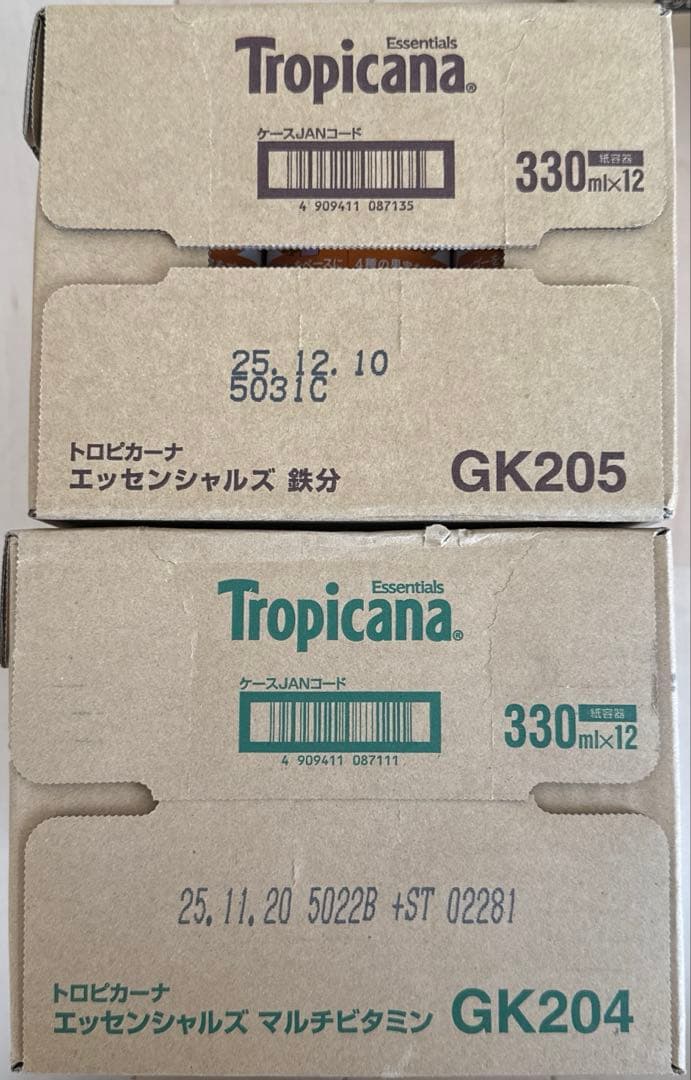 Essentials
Tropicana®
ケースJANコード
4 909411 087135
紙容器
330ml×12
25.12.10
5031C
トロピカーナ
エッセンシャルズ 鉄分
GK205
Essentials
Tropicana®
ケースJANコード
4 909411 087111
紙容器
330ml×12
25.11.20 5022B +ST 02281
トロピカーナ
エッセンシャルズ マルチビタミン GK204